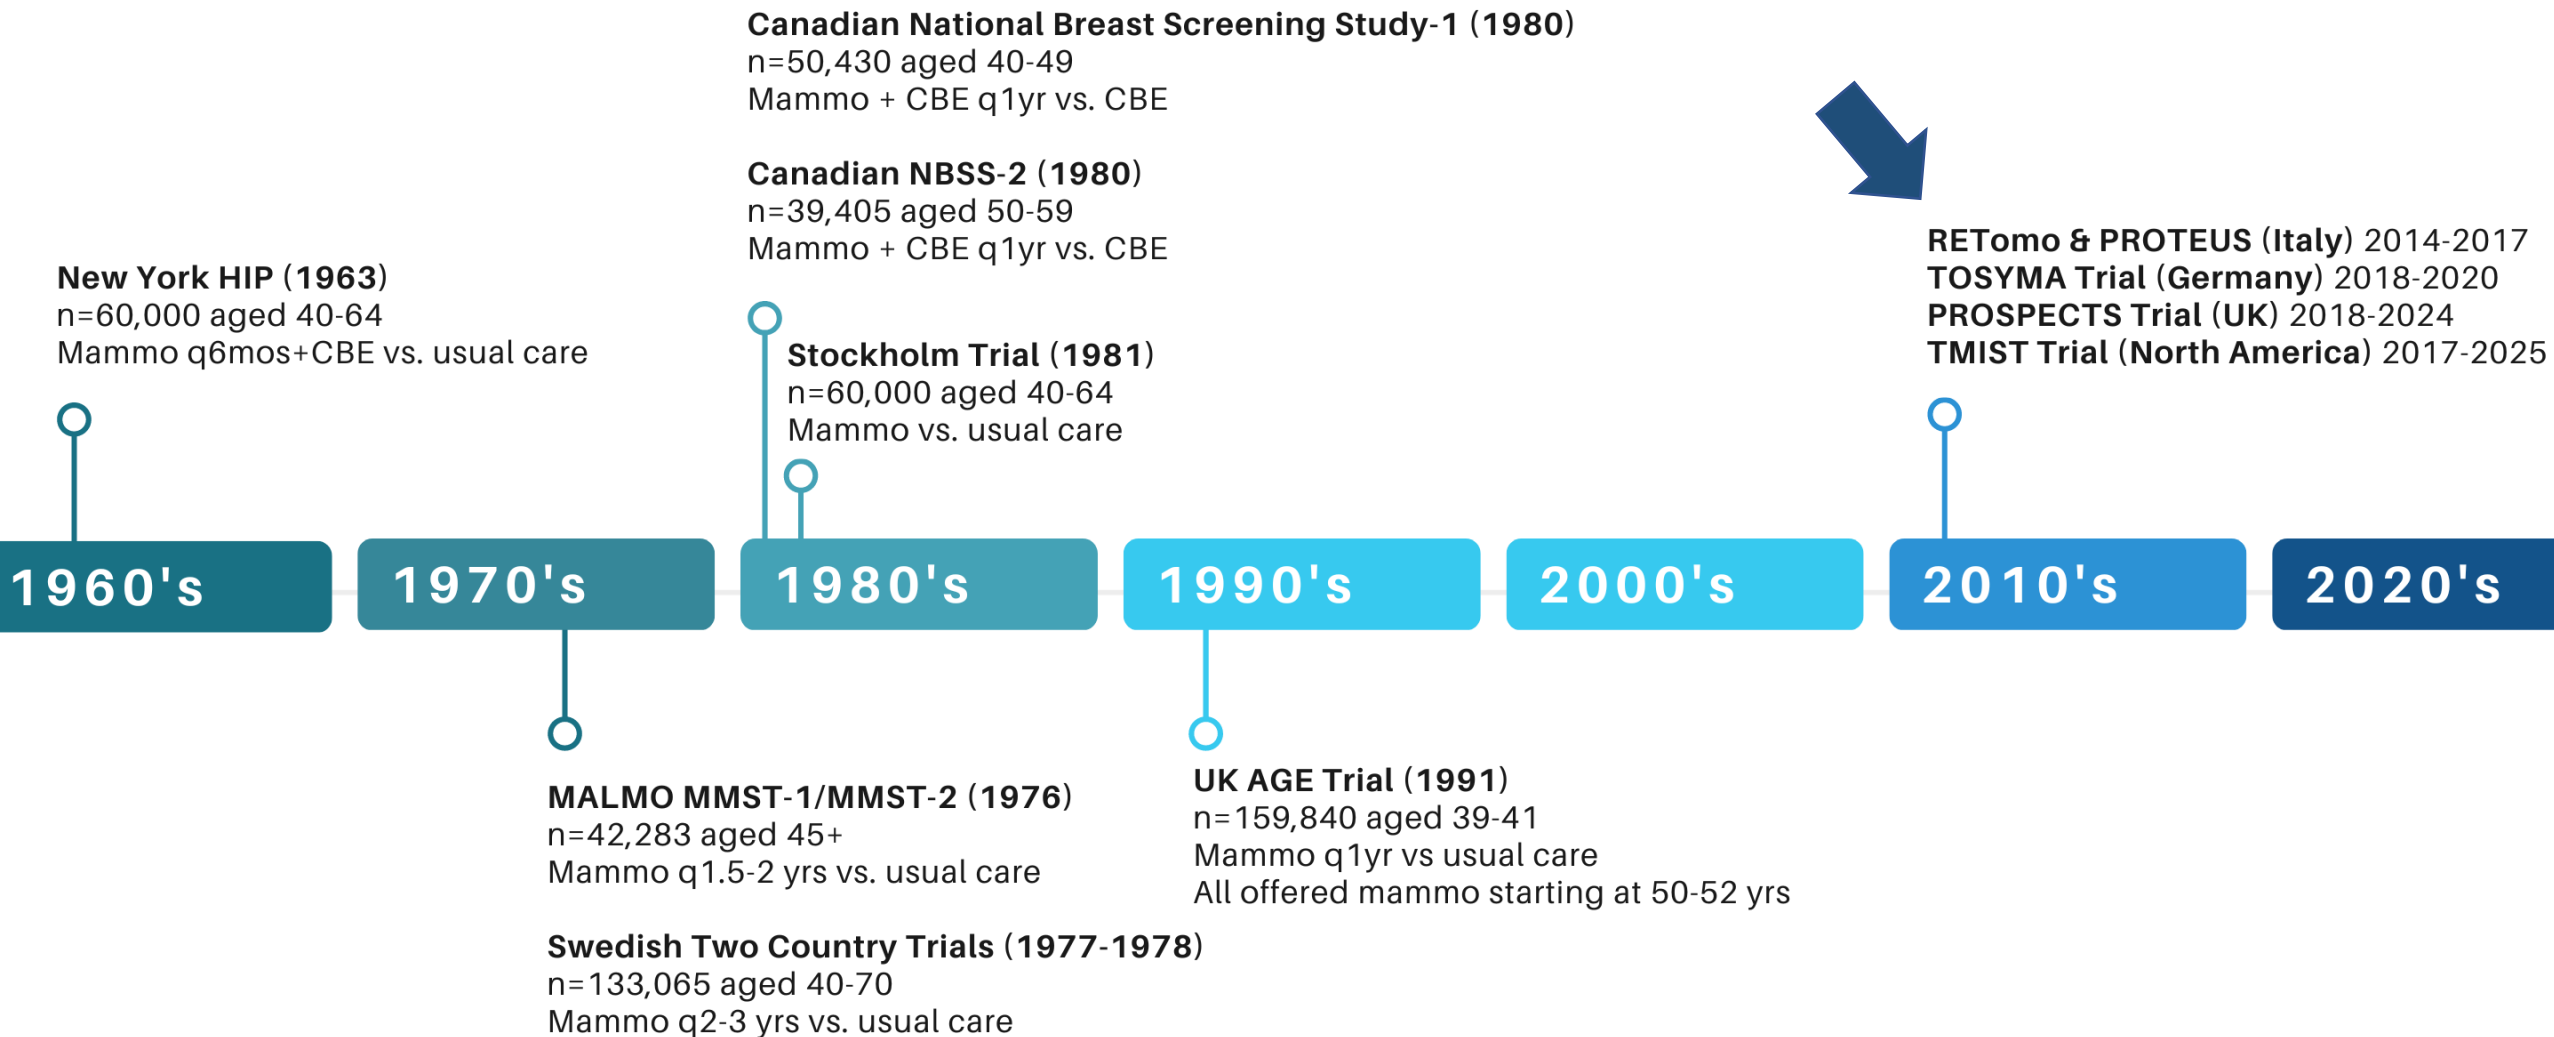 Canadian National Breast Screening Study-1 (1980)
n=50,430 aged 40-49
Mammo + CBE q1yr vs. CBE
Canadian NBSS-2 (1980)
n=39,405 aged 50-59
Mammo + CBE q1yr vs. CBE
New York HIP (1963)
n=60,000 aged 40-64
Mammo q6mos+CBE vs. usual care
Stockholm Trial (1981)
n=60,000 aged 40-64
Mammo vs. usual care
RETomo & PROTEUS (Italy) 2014-2017
TOSYMA Trial (Germany) 2018-2020
PROSPECTS Trial (UK) 2018-2024
TMIST Trial (North America) 2017-2025
1960's
1970's
1980's
1990's
2000's
2010's
2020's
MALMO MMST-1/MMST-2 (1976)
n=42,283 aged 45+
Mammo q1.5-2 yrs vs. usual care
Swedish Two Country Trials (1977-1978)
n=133,065 aged 40-70
Mammo q2-3 yrs vs. usual care
UK AGE Trial (1991)
n=159,840 aged 39-41
Mammo q1yr vs usual care
All offered mammo starting at 50-52 yrs